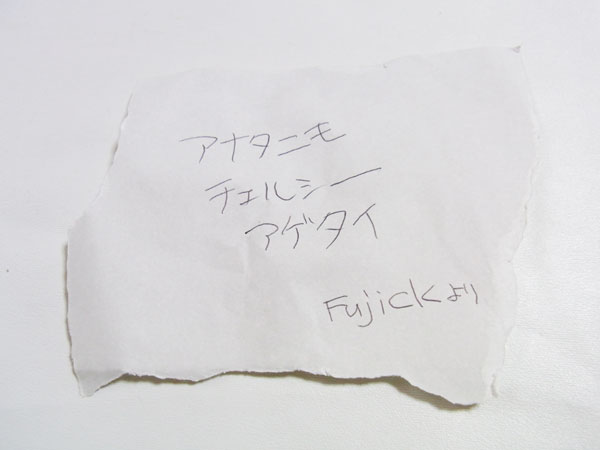 アナタニモ
チェルシー
アゲタイ
Fujickより